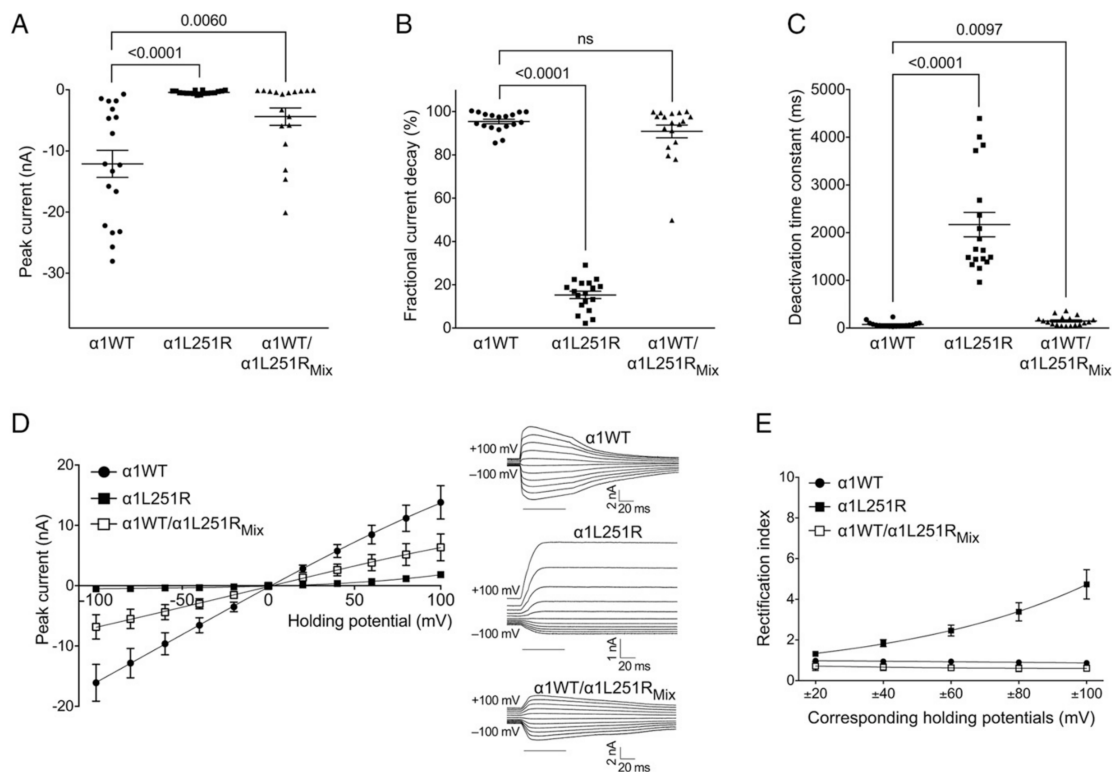 A
0.0060
<0.0001
0
-10
-20
-30
Peak current (nA)
α1WT
α1L251R
α1WT/
α1L251RMix
B
ns
<0.0001
100
80
60
40
20
0
Fractional current decay (%)
α1WT
α1L251R
α1WT/
α1L251RMix
C
0.0097
<0.0001
5000
4000
3000
2000
1000
0
Deactivation time constant (ms)
α1WT
α1L251R
α1WT/
α1L251RMix
D
α1WT
α1L251R
α1WT/α1L251RMix
20
10
0
-10
-20
Peak current (nA)
-100
-50
0
50
100
Holding potential (mV)
α1WT
+100 mV
–100 mV
2 nA
20 ms
α1L251R
+100 mV
–100 mV
1 nA
20 ms
α1WT/α1L251RMix
+100 mV
–100 mV
2 nA
20 ms
E
α1WT
α1L251R
α1WT/α1L251RMix
10
8
6
4
2
0
Rectification index
±20
±40
±60
±80
±100
Corresponding holding potentials (mV)